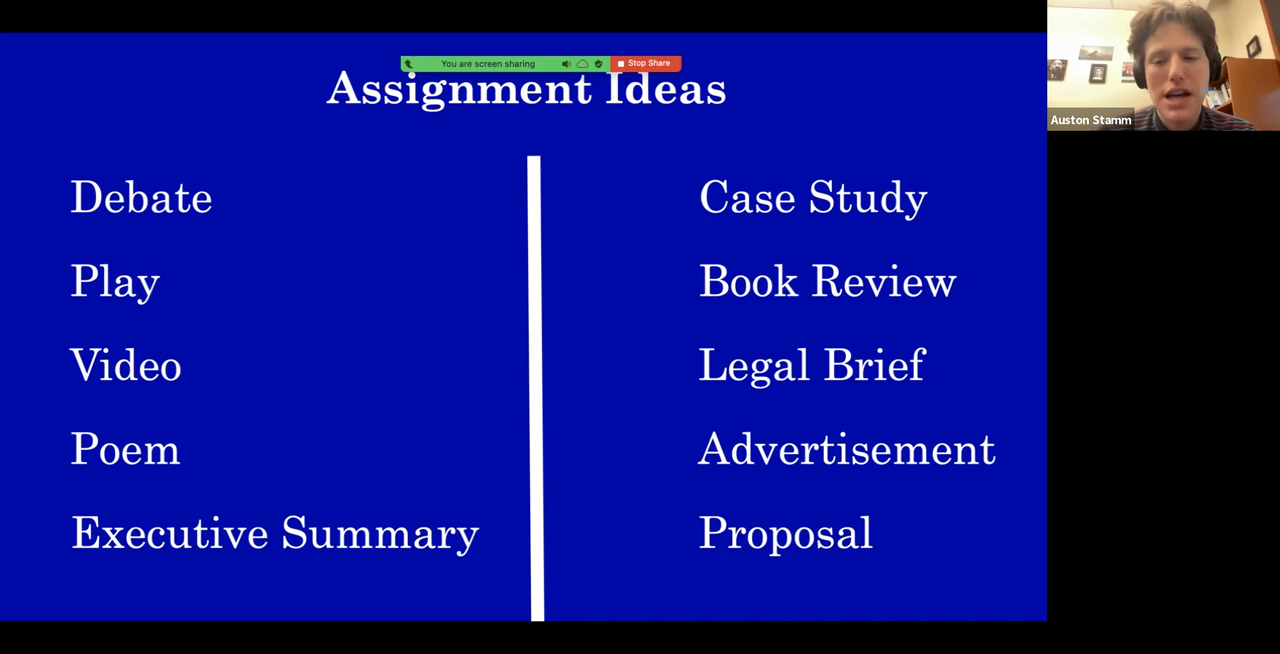 You are screen sharing
Stop Share
Assignment Ideas
Debate
Play
Video
Poem
Executive Summary
Case Study
Book Review
Legal Brief
Advertisement
Proposal
Auston Stamm